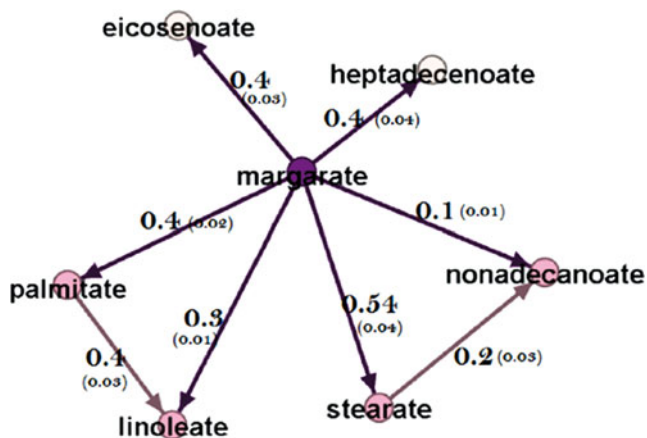 eicosenoate
heptadecenoate
0.4
(0.03)
0.4 (0.04)
margarate
0.4 (0.02)
0.1 (0.01)
palmitate
nonadecanoate
0.3
(0.01)
0.54
(0.04)
0.4
(0.03)
0.2 (0.03)
linoleate
stearate